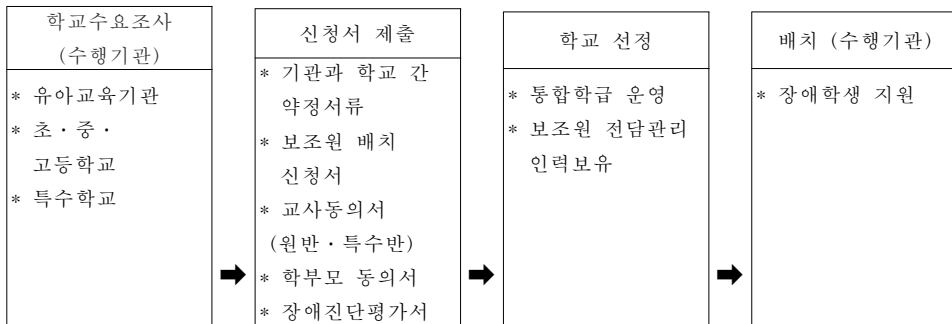 학교수요조사
(수행기관)
* 유아교육기관
* 초·중·
고등학교
* 특수학교
신청서 제출
* 기관과 학교 간
약정서류
* 보조원 배치
신청서
* 교사동의서
(원반·특수반)
* 학부모 동의서
* 장애진단평가서
학교 선정
* 통합학급 운영
* 보조원 전담관리
인력보유
배치 (수행기관)
* 장애학생 지원